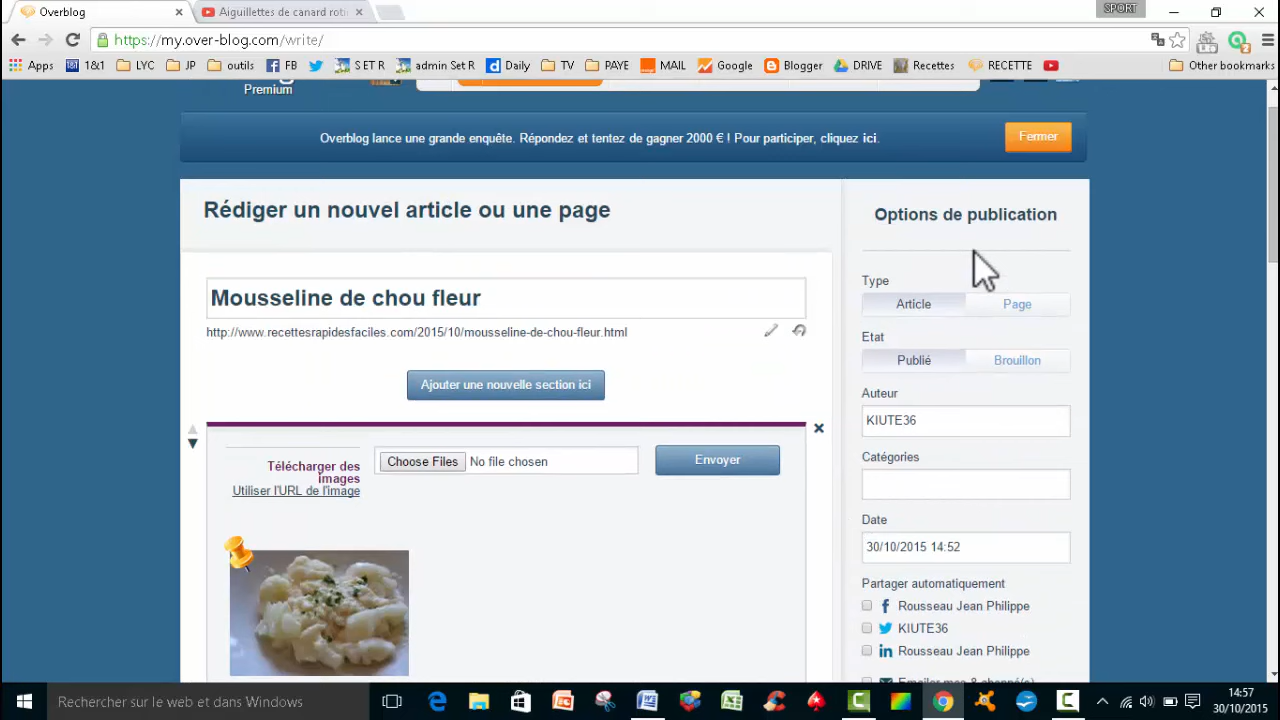 Overblog
Aiguillettes de canard roti
SPORT
https://my.over-blog.com/write/
Apps
1&1
LYC
JP
outils
FB
S ET R
admin Set R
Daily
TV
PAYE
MAIL
Google
Blogger
DRIVE
Recettes
RECETTE
Other bookmarks
Premium
Overblog lance une grande enquête. Répondez et tentez de gagner 2000 € ! Pour participer, cliquez ici.
Fermer
Rédiger un nouvel article ou une page
Options de publication
Mousseline de chou fleur
http://www.recettesrapidesfaciles.com/2015/10/mousseline-de-chou-fleur.html
Ajouter une nouvelle section ici
Télécharger des
images
Utiliser l'URL de l'image
Choose Files
No file chosen
Envoyer
Type
Article
Page
Etat
Publié
Brouillon
Auteur
KIUTE36
Catégories
Date
30/10/2015 14:52
Partager automatiquement
Rousseau Jean Philippe
KIUTE36
Rousseau Jean Philippe
Rechercher sur le web et dans Windows
14:57
30/10/2015